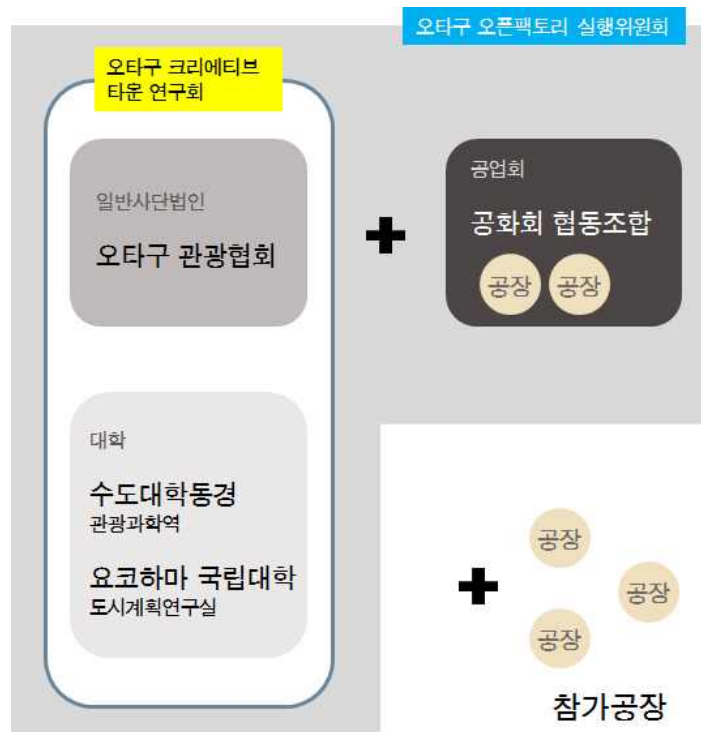 오타구 오픈팩토리 실행위원회
오타구 크리에티브
타운 연구회
일반사단법인
오타구 관광협회
공업회
공화회 협동조합
공장 공장
대학
수도대학동경
관광과학역
요코하마 국립대학
도시계획연구실
공장
공장
공장
참가공장